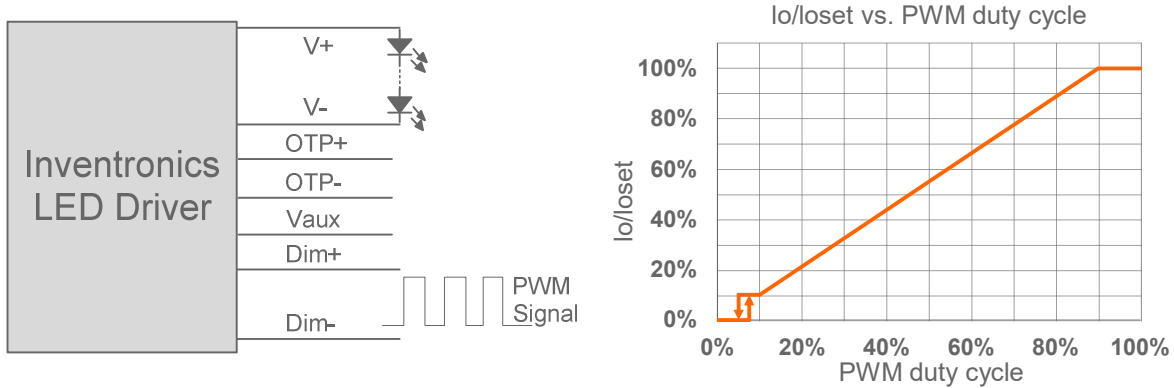 Inventronics
LED Driver
V+
V-
OTP+
OTP-
Vaux
Dim+
Dim-
PWM
Signal
Io/Ioset vs. PWM duty cycle
Io/Ioset
100%
80%
60%
40%
20%
0%
0% 20% 40% 60% 80% 100%
PWM duty cycle